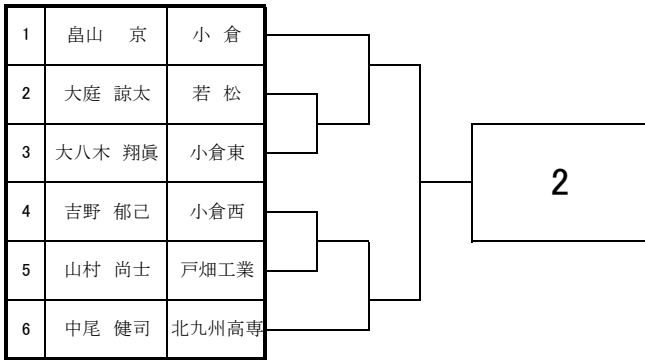 1 畠山 京 小 倉
2 大庭 諒太 若 松
3 大八木 翔眞 小倉東
2
4 吉野 郁己 小倉西
5 山村 尚士 戸畑工業
6 中尾 健司 北九州高専